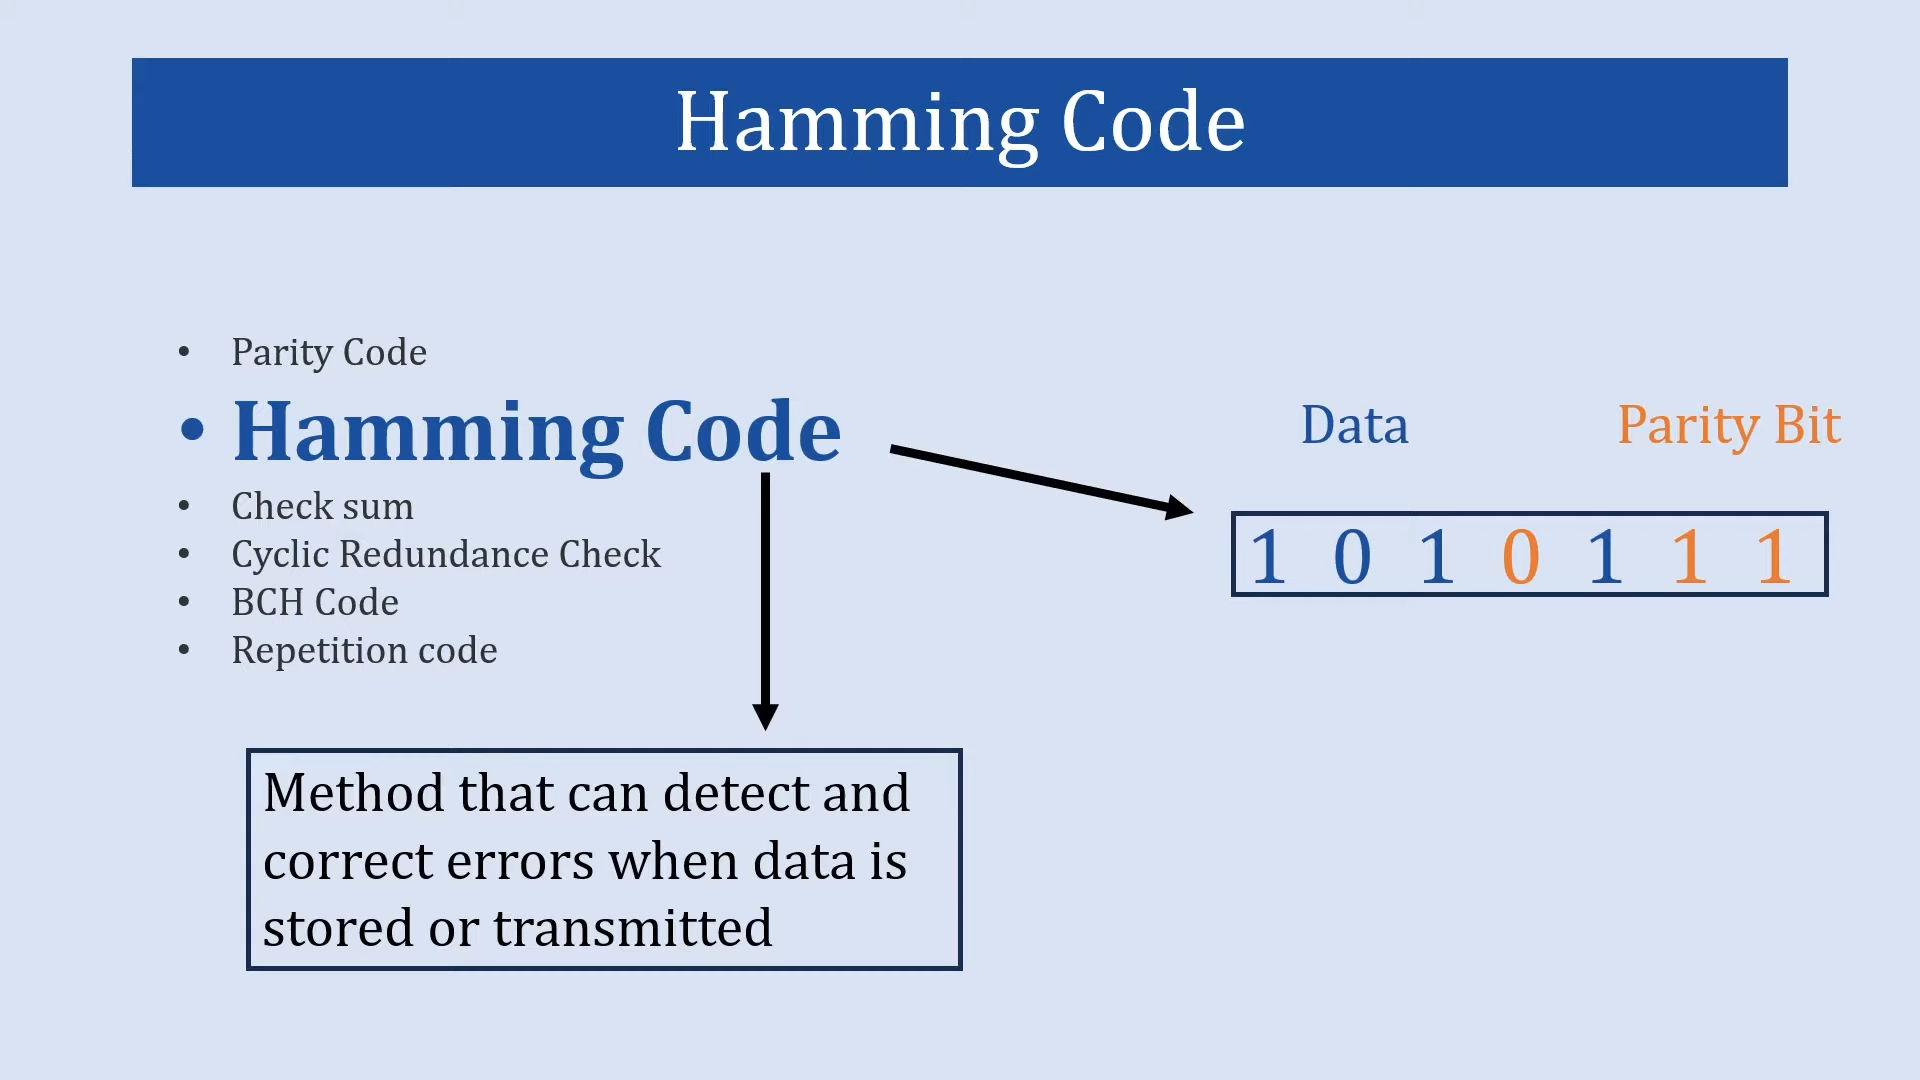 Hamming Code
• Parity Code
• Hamming Code
• Check sum
• Cyclic Redundance Check
• BCH Code
• Repetition code
Data
Parity Bit
1 0 1 0 1 1 1
Method that can detect and
correct errors when data is
stored or transmitted